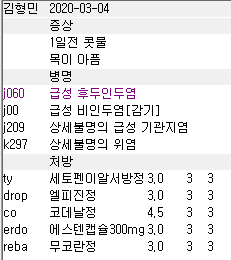 김형민 2020-03-04
증상
1일전 콧물
목이 아픔
병명
j060 급성 후두인두염
j00 급성 비인두염[감기]
j209 상세불명의 급성 기관지염
k297 상세불명의 위염
처방
ty 세토펜이알서방정 3.0 3 3
drop 엘피진정 3.0 3 3
co 코데날정 4.5 3 3
erdo 에스텐캡슐300mg 3.0 3 3
reba 무코란정 3.0 3 3